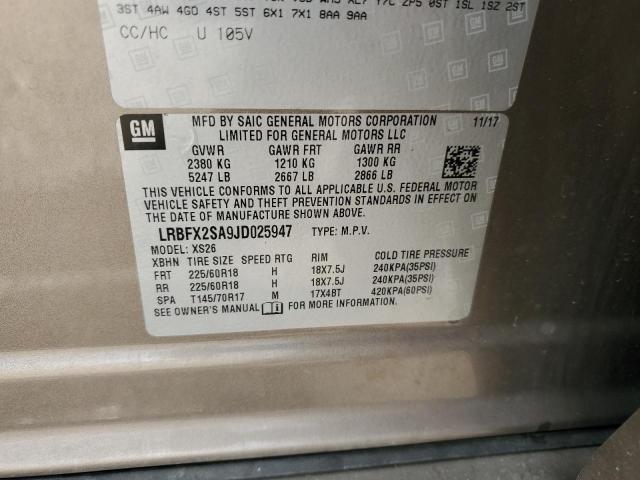 3ST 4AW 4GO 4ST 5ST 6X1 7X1 8AA 9AA
CC/HC U 105V
GM
MFD BY SAIC GENERAL MOTORS CORPORATION 11/17
LIMITED FOR GENERAL MOTORS LLC
GVWR GAWR FRT GAWR RR
2380 KG 1210 KG 1300 KG
5247 LB 2667 LB 2866 LB
THIS VEHICLE CONFORMS TO ALL APPLICABLE U.S. FEDERAL MOTOR
VEHICLE SAFETY AND THEFT PREVENTION STANDARDS IN EFFECT ON
THE DATE OF MANUFACTURE SHOWN ABOVE.
LRBFX2SA9JD025947 TYPE: M.P.V.
MODEL: XS26
XBHN TIRE SIZE SPEED RTG RIM COLD TIRE PRESSURE
FRT 225/60R18 H 18X7.5J 240KPA(35PSI)
RR 225/60R18 H 18X7.5J 240KPA(35PSI)
SPA T145/70R17 M 17X4BT 420KPA(60PSI)
SEE OWNER'S MANUAL FOR MORE INFORMATION.